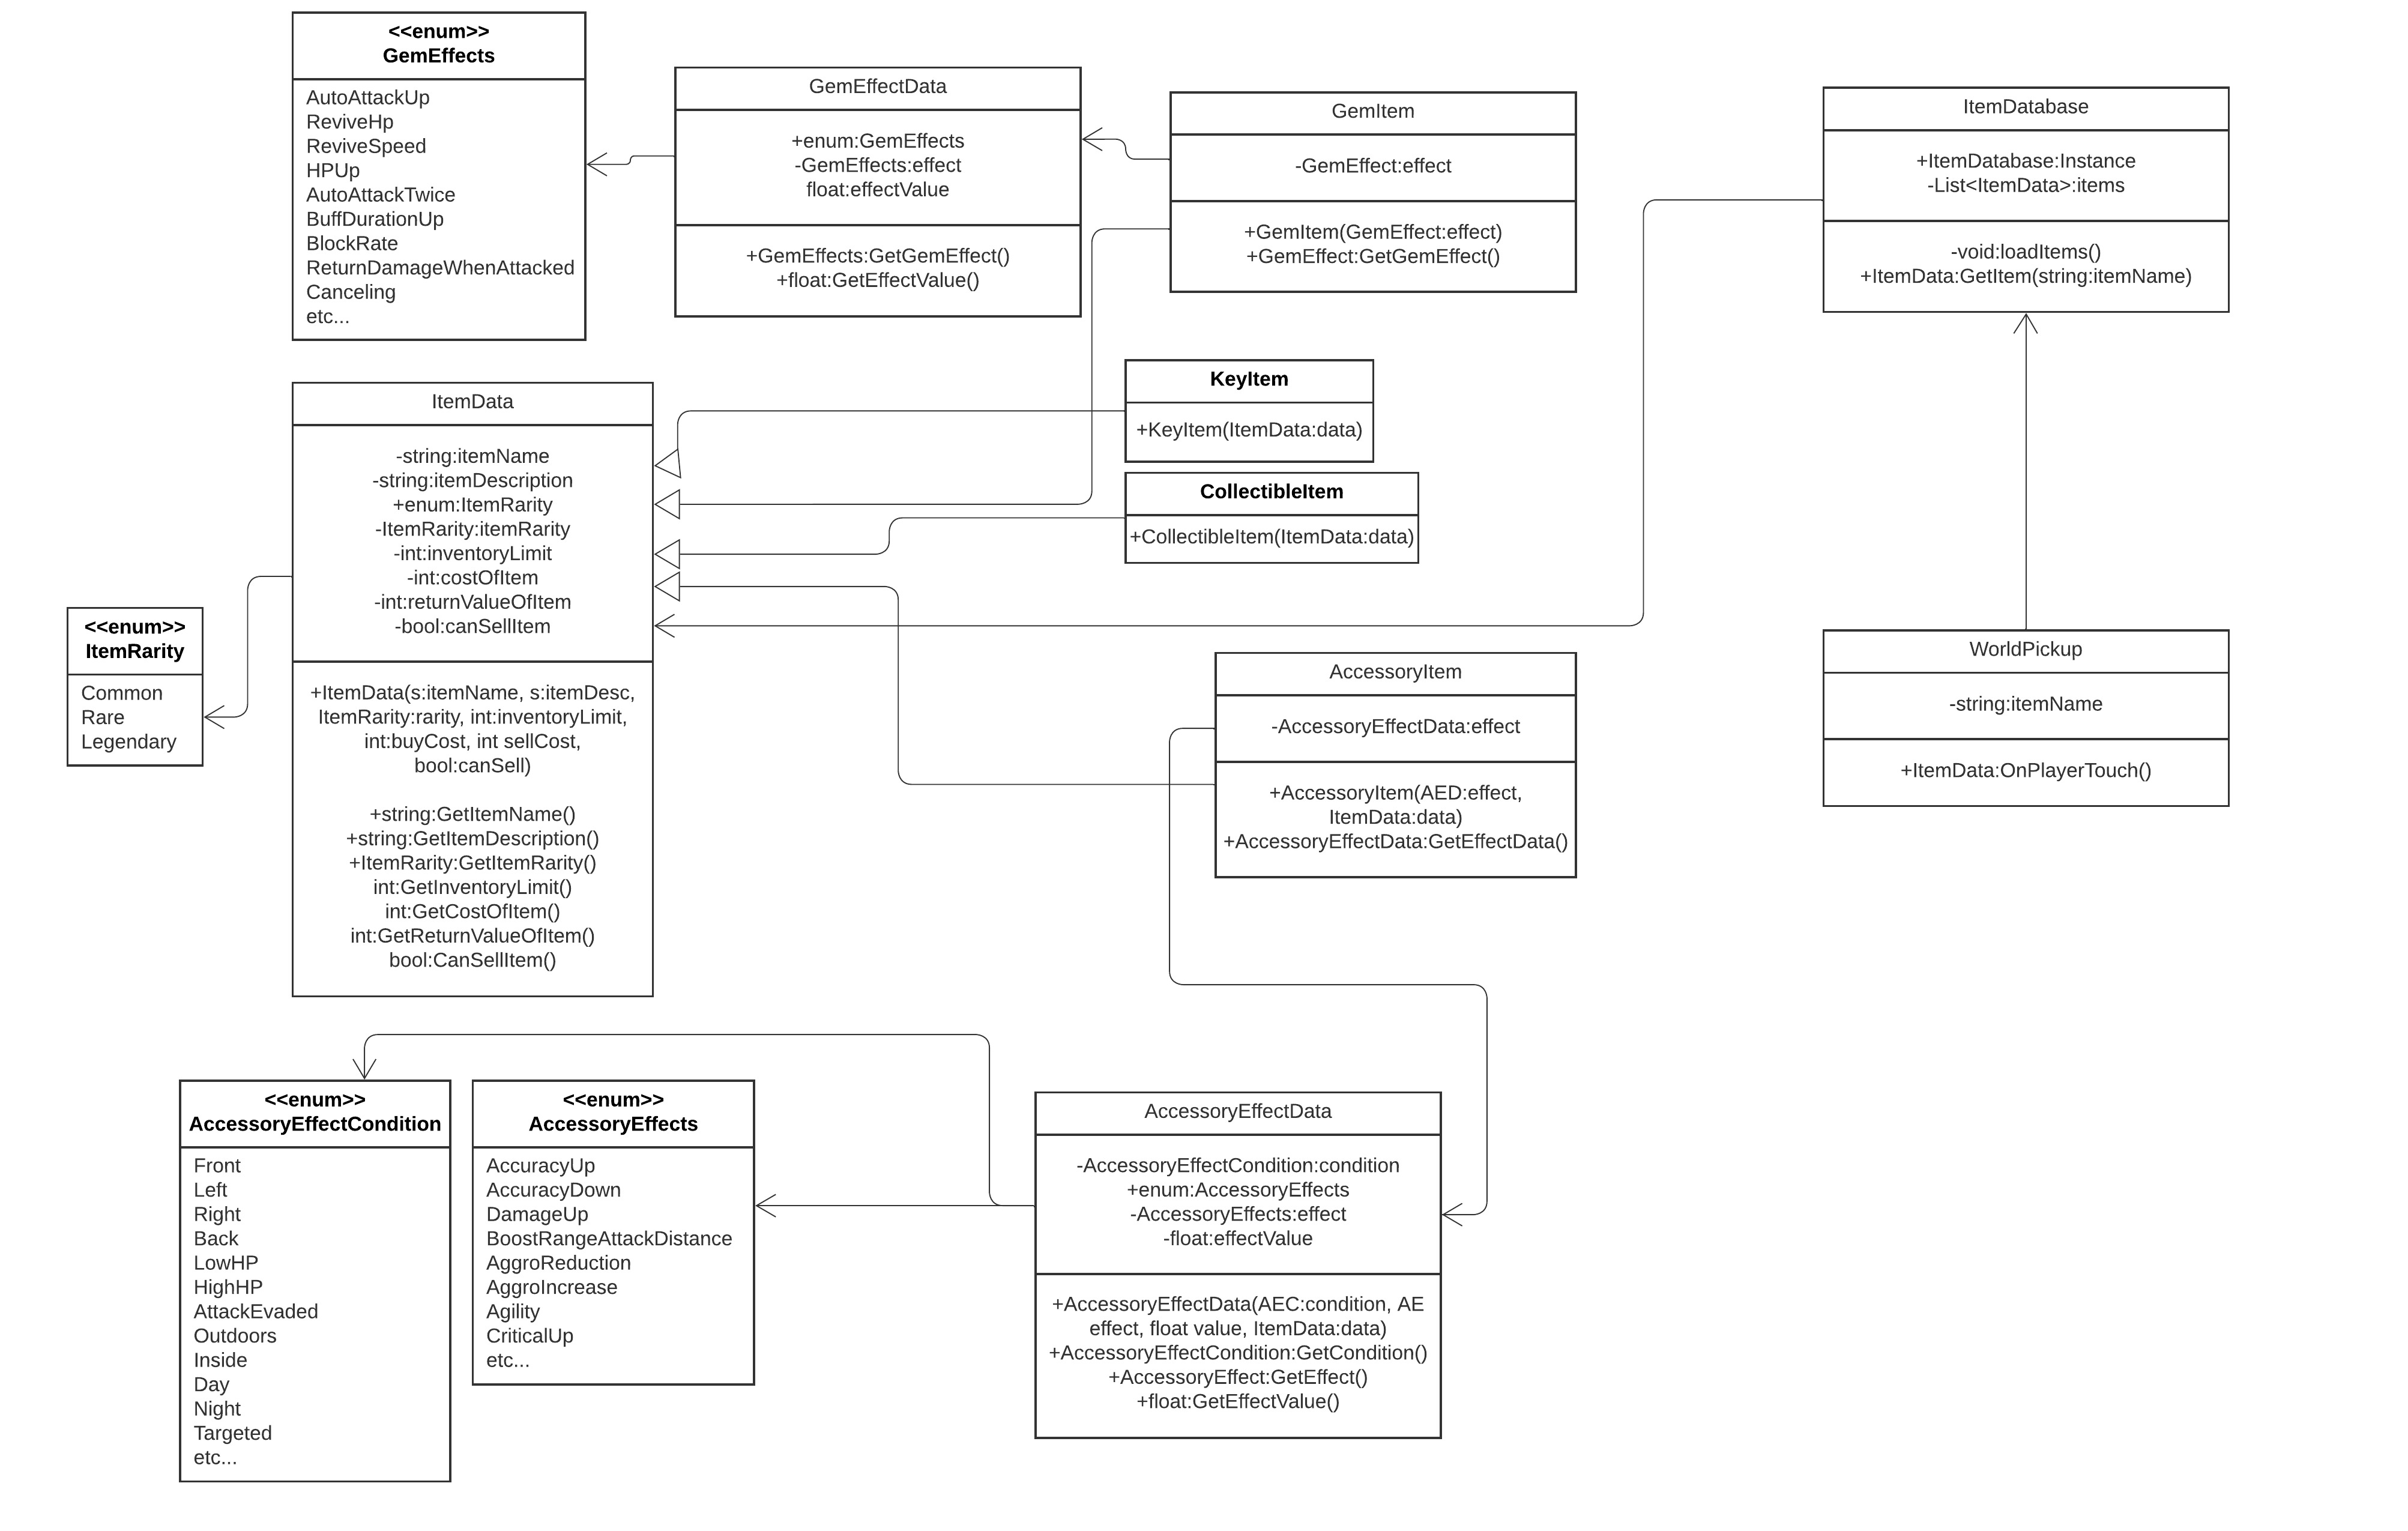 <<enum>>
GemEffects
AutoAttackUp
ReviveHp
ReviveSpeed
HPUp
AutoAttackTwice
BuffDurationUp
BlockRate
ReturnDamageWhenAttacked
Canceling
etc...
GemEffectData
+enum:GemEffects
-GemEffects:effect
float:effectValue
+GemEffects:GetGemEffect()
+float:GetEffectValue()
GemItem
-GemEffect:effect
+GemItem(GemEffect:effect)
+GemEffect:GetGemEffect()
ItemDatabase
+ItemDatabase:Instance
-List<ItemData>:items
-void:loadItems()
+ItemData:GetItem(string:itemName)
KeyItem
+KeyItem(ItemData:data)
CollectibleItem
+CollectibleItem(ItemData:data)
ItemData
-string:itemName
-string:itemDescription
+enum:ItemRarity
-ItemRarity:itemRarity
-int:inventoryLimit
-int:costOfItem
-int:returnValueOfItem
-bool:canSellItem
+ItemData(s:itemName, s:itemDesc,
ItemRarity:rarity, int:inventoryLimit,
int:buyCost, int sellCost,
bool:canSell)
+string:GetItemName()
+string:GetItemDescription()
+ItemRarity:GetItemRarity()
int:GetInventoryLimit()
int:GetCostOfItem()
int:GetReturnValueOfItem()
bool:CanSellItem()
<<enum>>
ItemRarity
Common
Rare
Legendary
AccessoryItem
-AccessoryEffectData:effect
+AccessoryItem(AED:effect,
ItemData:data)
+AccessoryEffectData:GetEffectData()
WorldPickup
-string:itemName
+ItemData:OnPlayerTouch()
<<enum>>
AccessoryEffectCondition
Front
Left
Right
Back
LowHP
HighHP
AttackEvaded
Outdoors
Inside
Day
Night
Targeted
etc...
<<enum>>
AccessoryEffects
AccuracyUp
AccuracyDown
DamageUp
BoostRangeAttackDistance
AggroReduction
AggroIncrease
Agility
CriticalUp
etc...
AccessoryEffectData
-AccessoryEffectCondition:condition
+enum:AccessoryEffects
-AccessoryEffects:effect
-float:effectValue
+AccessoryEffectData(AEC:condition, AE
effect, float value, ItemData:data)
+AccessoryEffectCondition:GetCondition()
+AccessoryEffect:GetEffect()
+float:GetEffectValue()